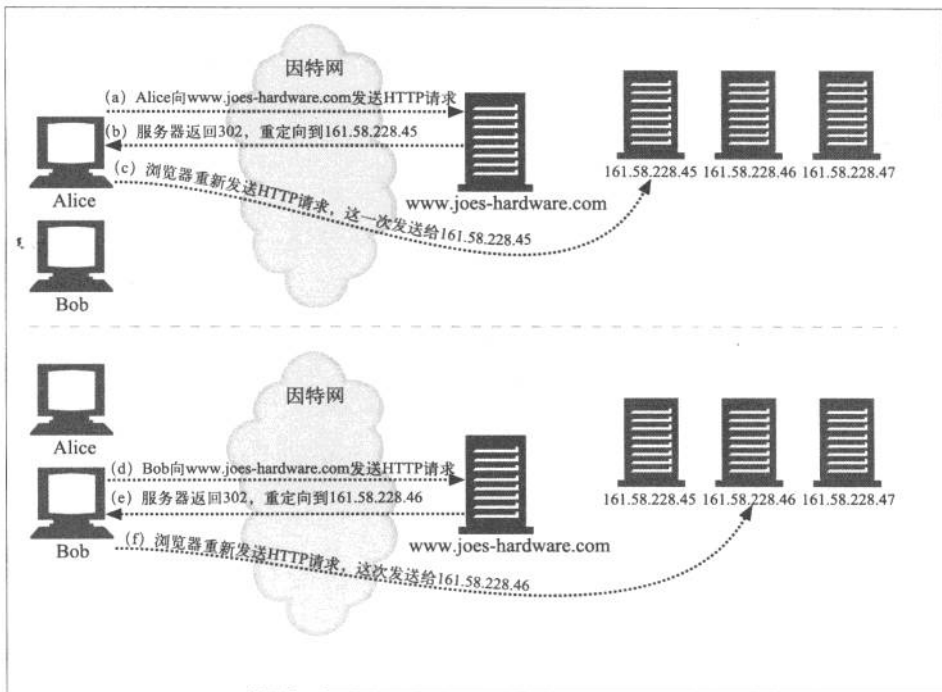 因特网
(a) Alice向www.joes-hardware.com发送HTTP请求
(b) 服务器返回302，重定向到161.58.228.45
(c) 浏览器重新发送HTTP请求，这一次发送给161.58.228.45
Alice
www.joes-hardware.com
161.58.228.45
161.58.228.46
161.58.228.47
Bob
Alice
因特网
(d) Bob向www.joes-hardware.com发送HTTP请求
(e) 服务器返回302，重定向到161.58.228.46
(f) 浏览器重新发送HTTP请求，这次发送给161.58.228.46
Bob
www.joes-hardware.com
161.58.228.45
161.58.228.46
161.58.228.47